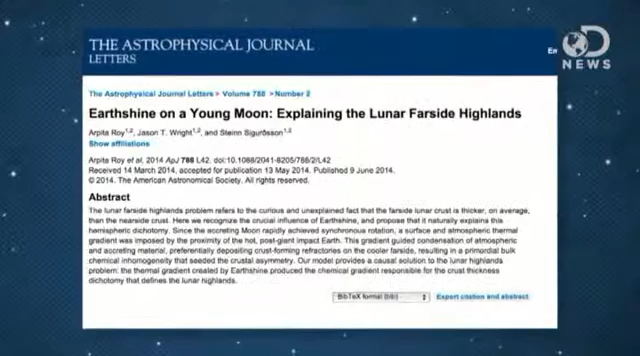 THE ASTROPHYSICAL JOURNAL
LETTERS
En
D
NEWS
The Astrophysical Journal Letters > Volume 788 > Number 2
Earthshine on a Young Moon: Explaining the Lunar Farside Highlands
Arpita Roy1,2, Jason T. Wright1,2, and Steinn Sigurðsson1,2
Show affiliations
Arpita Roy et al. 2014 ApJ 788 L42. doi:10.1088/2041-8205/788/2/L42
Received 14 March 2014, accepted for publication 13 May 2014. Published 9 June 2014.
© 2014. The American Astronomical Society. All rights reserved.
Abstract
The lunar farside highlands problem refers to the curious and unexplained fact that the farside lunar crust is thicker, on average,
than the nearside crust. Here we recognize the crucial influence of Earthshine, and propose that it naturally explains this
hemispheric dichotomy. Since the accreting Moon rapidly achieved synchronous rotation, a surface and atmospheric thermal
gradient was imposed by the proximity of the hot, post-giant impact Earth. This gradient guided condensation of atmospheric
and accreting material, preferentially depositing crust-forming refractories on the cooler farside, resulting in a primordial bulk
chemical inhomogeneity that seeded the crustal asymmetry. Our model provides a causal solution to the lunar highlands
problem: the thermal gradient created by Earthshine produced the chemical gradient responsible for the crust thickness
dichotomy that defines the lunar highlands.
BibTeX format (bib)
Export citation and abstract